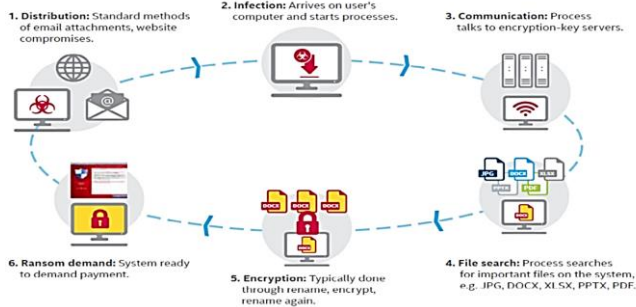 1. Distribution: Standard methods
of email attachments, website
compromises.
2. Infection: Arrives on user's
computer and starts processes.
3. Communication: Process
talks to encryption-key servers.
@
JPG
DOCX
XLSX
PPTX
PDF
DOCX
4. File search: Process searches
for important files on the system,
e.g. JPG, DOCX, XLSX, PPTX, PDF.
DOCX
DOCX
DOCX
DOCX
5. Encryption: Typically done
through rename, encrypt,
rename again.
6. Ransom demand: System ready
to demand payment.